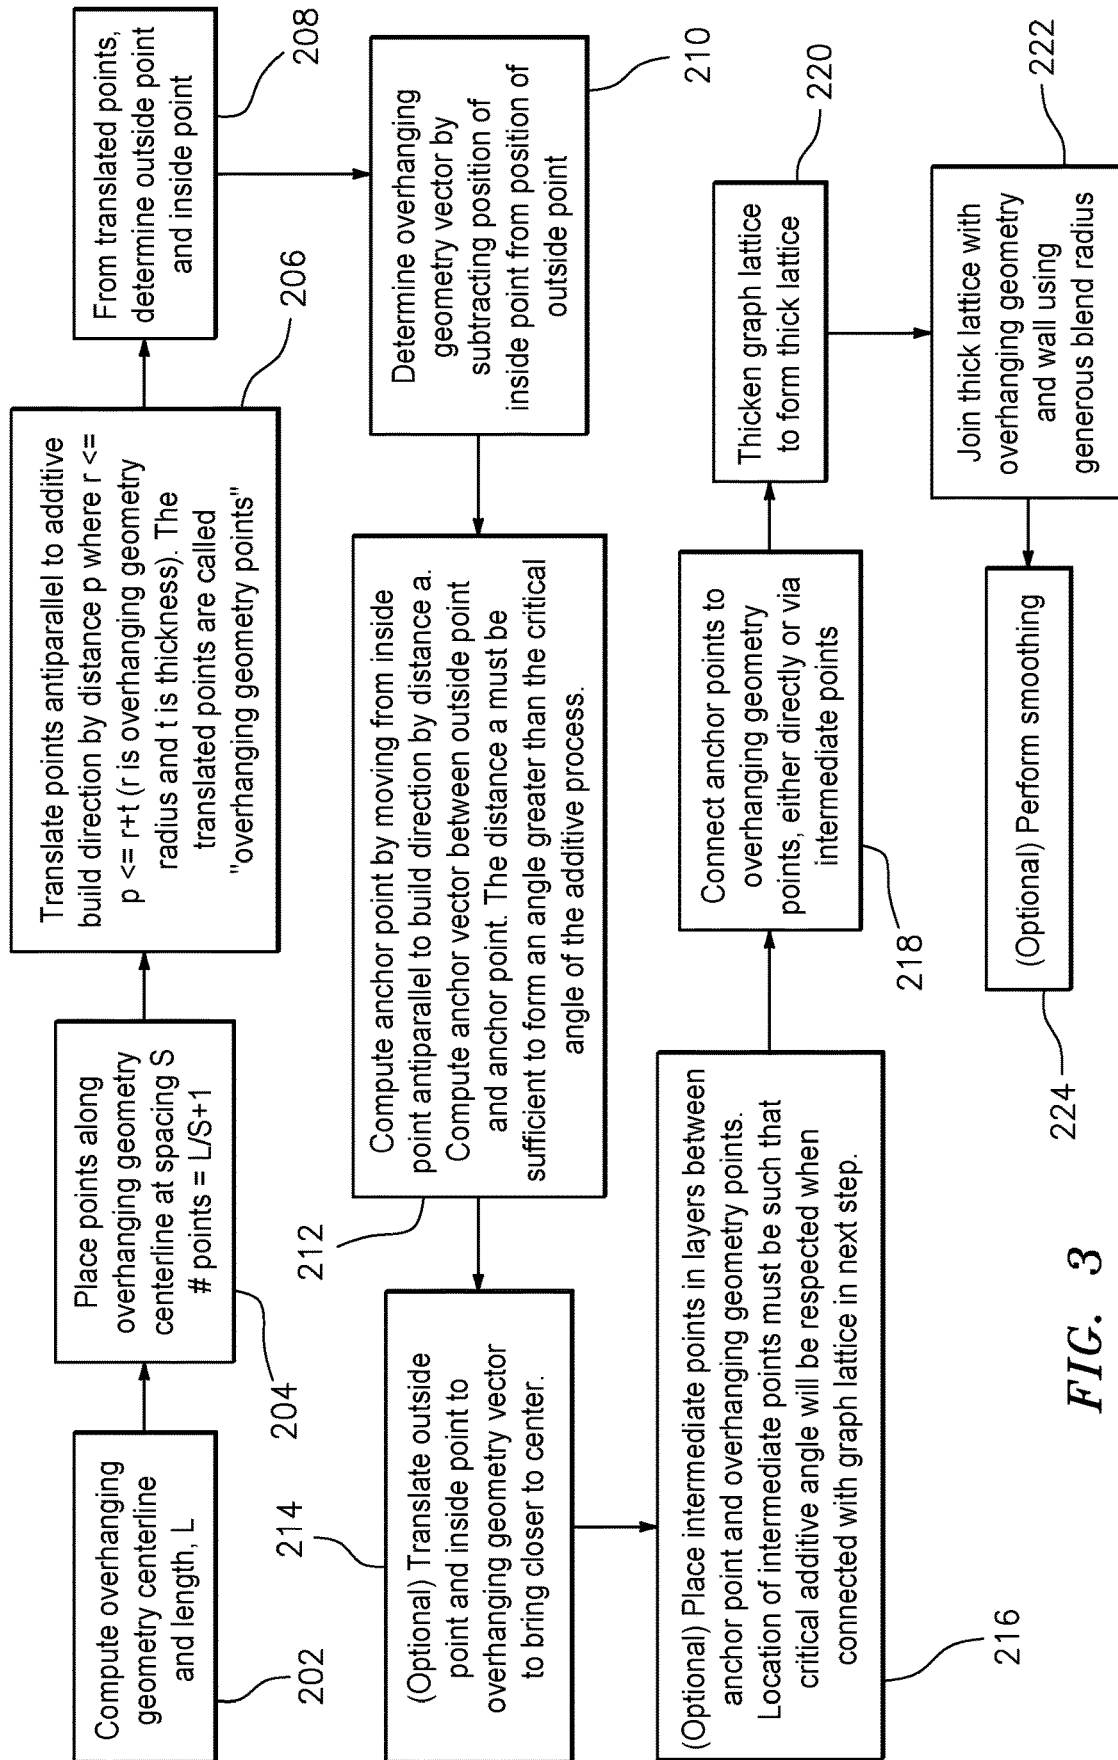 Compute overhanging
geometry centerline
and length, L
202
Place points along
overhanging geometry
centerline at spacing S
# points = L/S+1
204
Translate points antiparallel to additive
build direction by distance p where r <=
p <= r+t (r is overhanging geometry
radius and t is thickness). The
translated points are called
"overhanging geometry points"
206
From translated points,
determine outside point
and inside point
208
Determine overhanging
geometry vector by
subtracting position of
inside point from position of
outside point
210
Compute anchor point by moving from inside
point antiparallel to build direction by distance a.
Compute anchor vector between outside point
and anchor point. The distance a must be
sufficient to form an angle greater than the critical
angle of the additive process.
212
(Optional) Translate outside
point and inside point to
overhanging geometry vector
to bring closer to center.
214
(Optional) Place intermediate points in layers between
anchor point and overhanging geometry points.
Location of intermediate points must be such that
critical additive angle will be respected when
connected with graph lattice in next step.
216
Connect anchor points to
overhanging geometry
points, either directly or via
intermediate points
218
Thicken graph lattice
to form thick lattice
220
Join thick lattice with
overhanging geometry
and wall using
generous blend radius
222
(Optional) Perform smoothing
224
FIG. 3